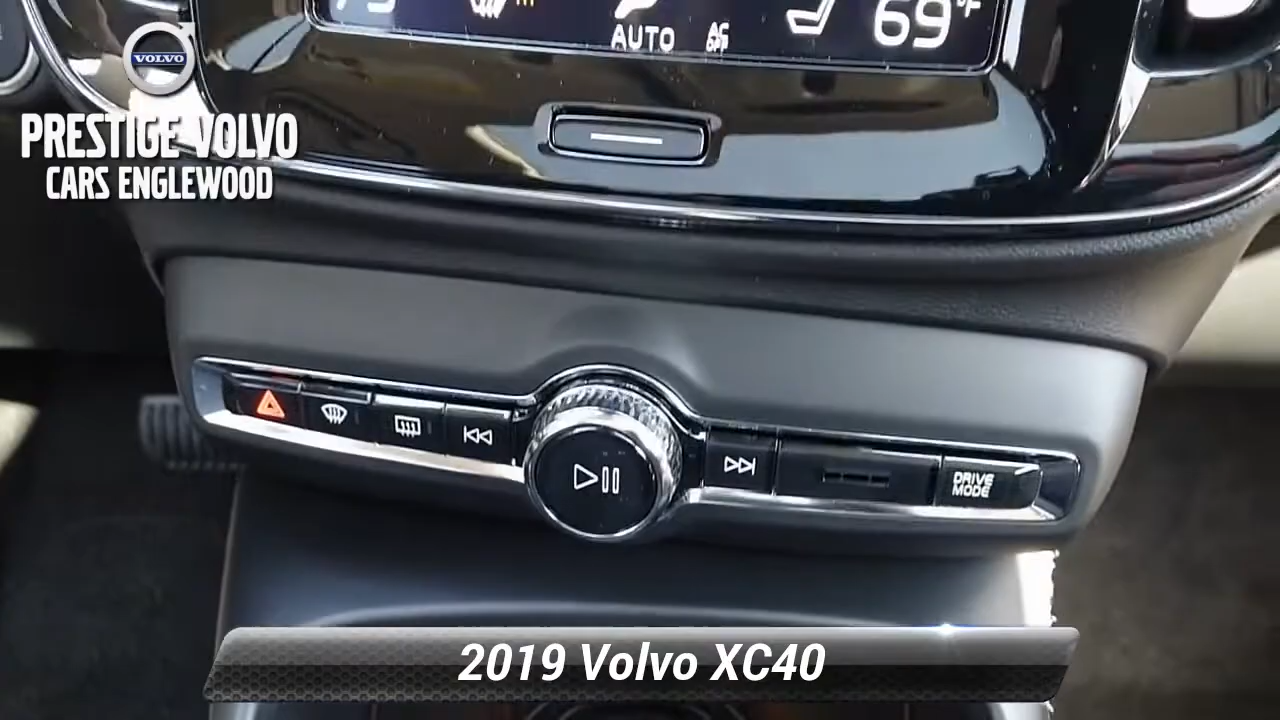 69°F
AUTO
VOLVO
PRESTIGE VOLVO
CARS ENGLEWOOD
DRIVE
MODE
2019 Volvo XC40